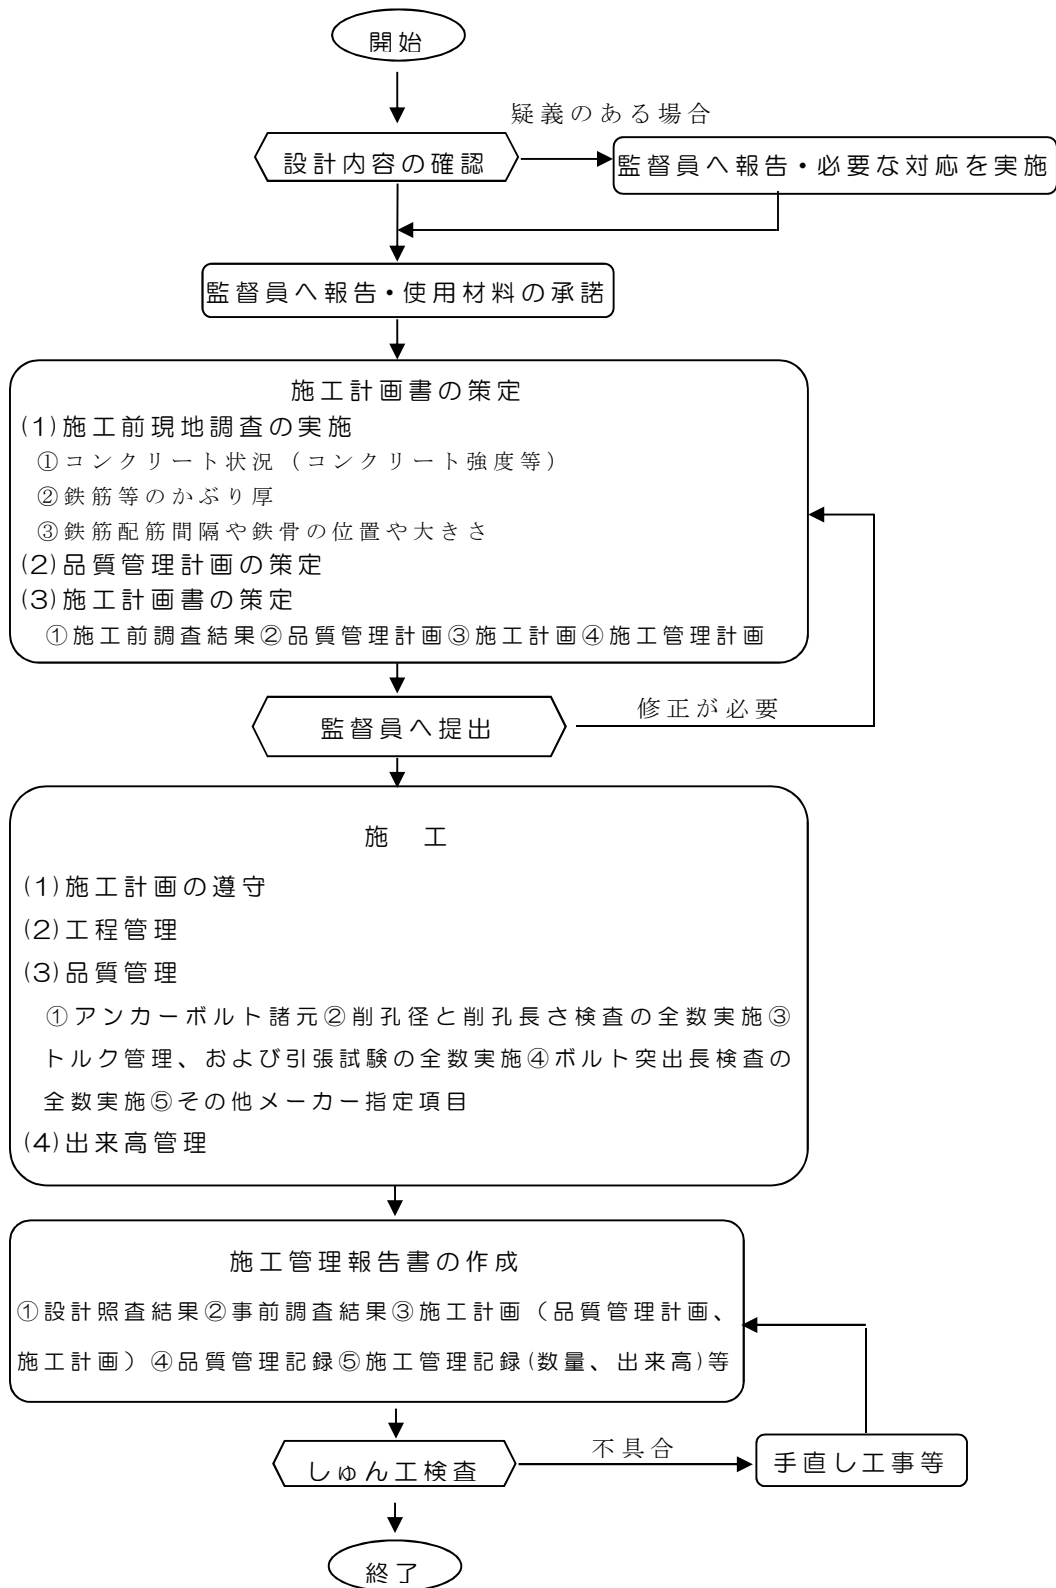 開始
疑義のある場合
設計内容の確認
監督員へ報告・必要な対応を実施
監督員へ報告・使用材料の承諾
施工計画書の策定
(1)施工前現地調査の実施
①コンクリート状況（コンクリート強度等）
②鉄筋等のかぶり厚
③鉄筋配筋間隔や鉄骨の位置や大きさ
(2)品質管理計画の策定
(3)施工計画書の策定
①施工前調査結果②品質管理計画③施工計画④施工管理計画
監督員へ提出
修正が必要
施　工
(1)施工計画の遵守
(2)工程管理
(3)品質管理
①アンカーボルト諸元②削孔径と削孔長さ検査の全数実施③
トルク管理、および引張試験の全数実施④ボルト突出長検査の
全数実施⑤その他メーカー指定項目
(4)出来高管理
施工管理報告書の作成
①設計照査結果②事前調査結果③施工計画（品質管理計画、
施工計画）④品質管理記録⑤施工管理記録(数量、出来高)等
しゅん工検査
不具合
手直し工事等
終了